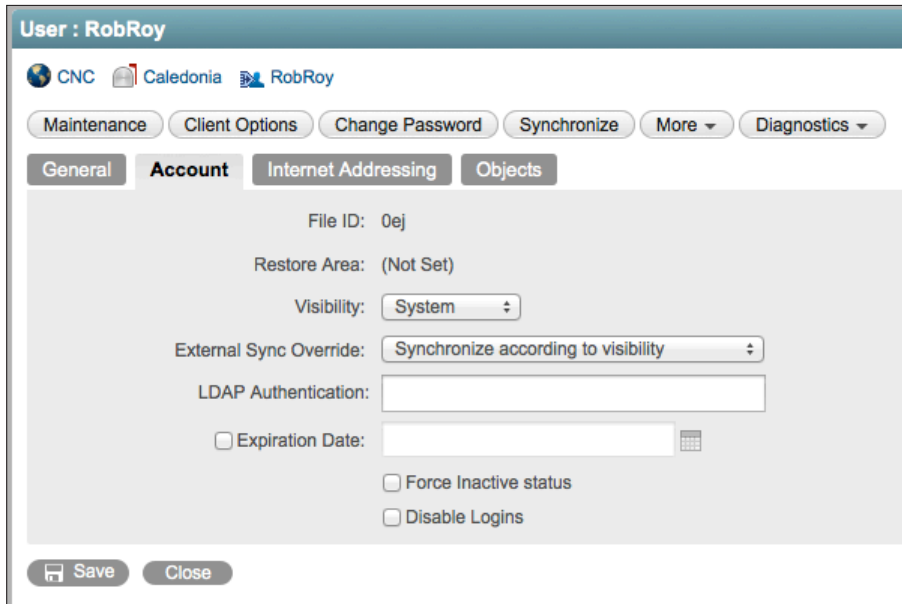 User : RobRoy
CNC Caledonia RobRoy
Maintenance Client Options Change Password Synchronize More Diagnostics
General Account Internet Addressing Objects
File ID: 0ej
Restore Area: (Not Set)
Visibility: System
External Sync Override: Synchronize according to visibility
LDAP Authentication:
Expiration Date:
Force Inactive status
Disable Logins
Save Close